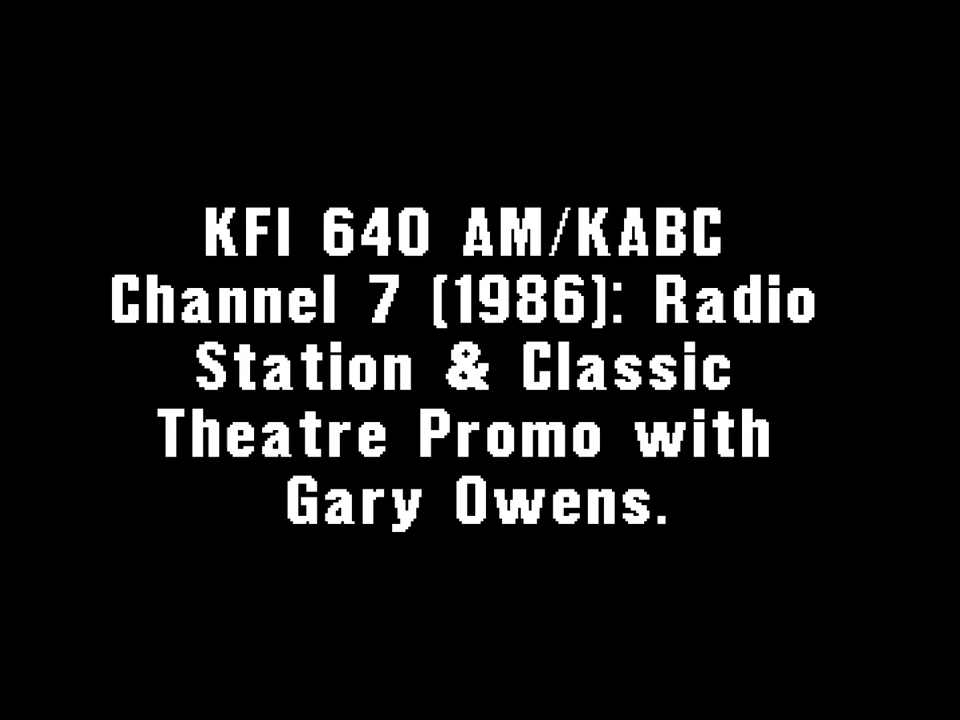 KFI 640 AM/KABC
Channel 7 (1986): Radio
Station & Classic
Theatre Promo with
Gary Owens.